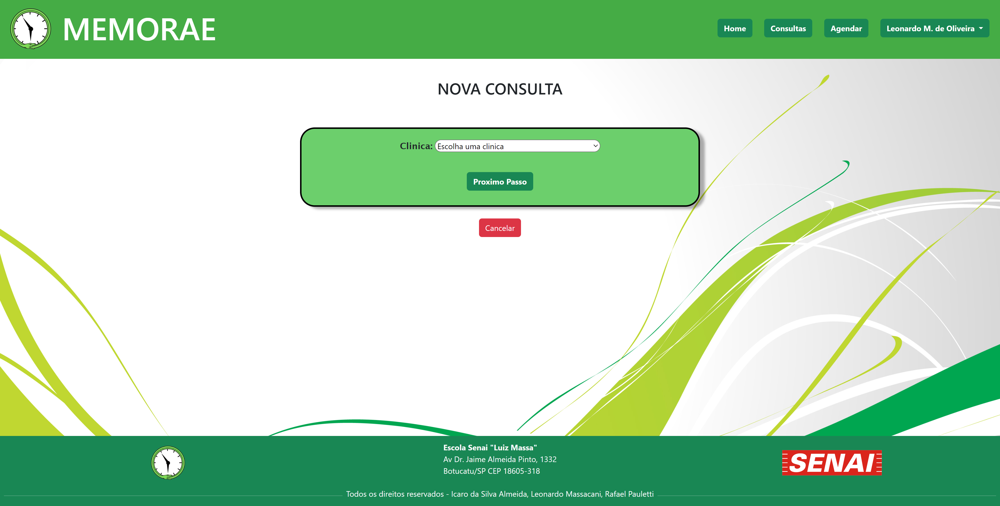 MEMORAE
Home
Consultas
Agendar
Leonardo M. de Oliveira
NOVA CONSULTA
Clinica: Escolha uma clinica
Proximo Passo
Cancelar
Escola Senai "Luiz Massa"
Av Dr. Jaime Almeida Pinto, 1332
Botucatu/SP CEP 18605-318
SENAI
Todos os direitos reservados - Icaro da Silva Almeida, Leonardo Massacani, Rafael Pauletti